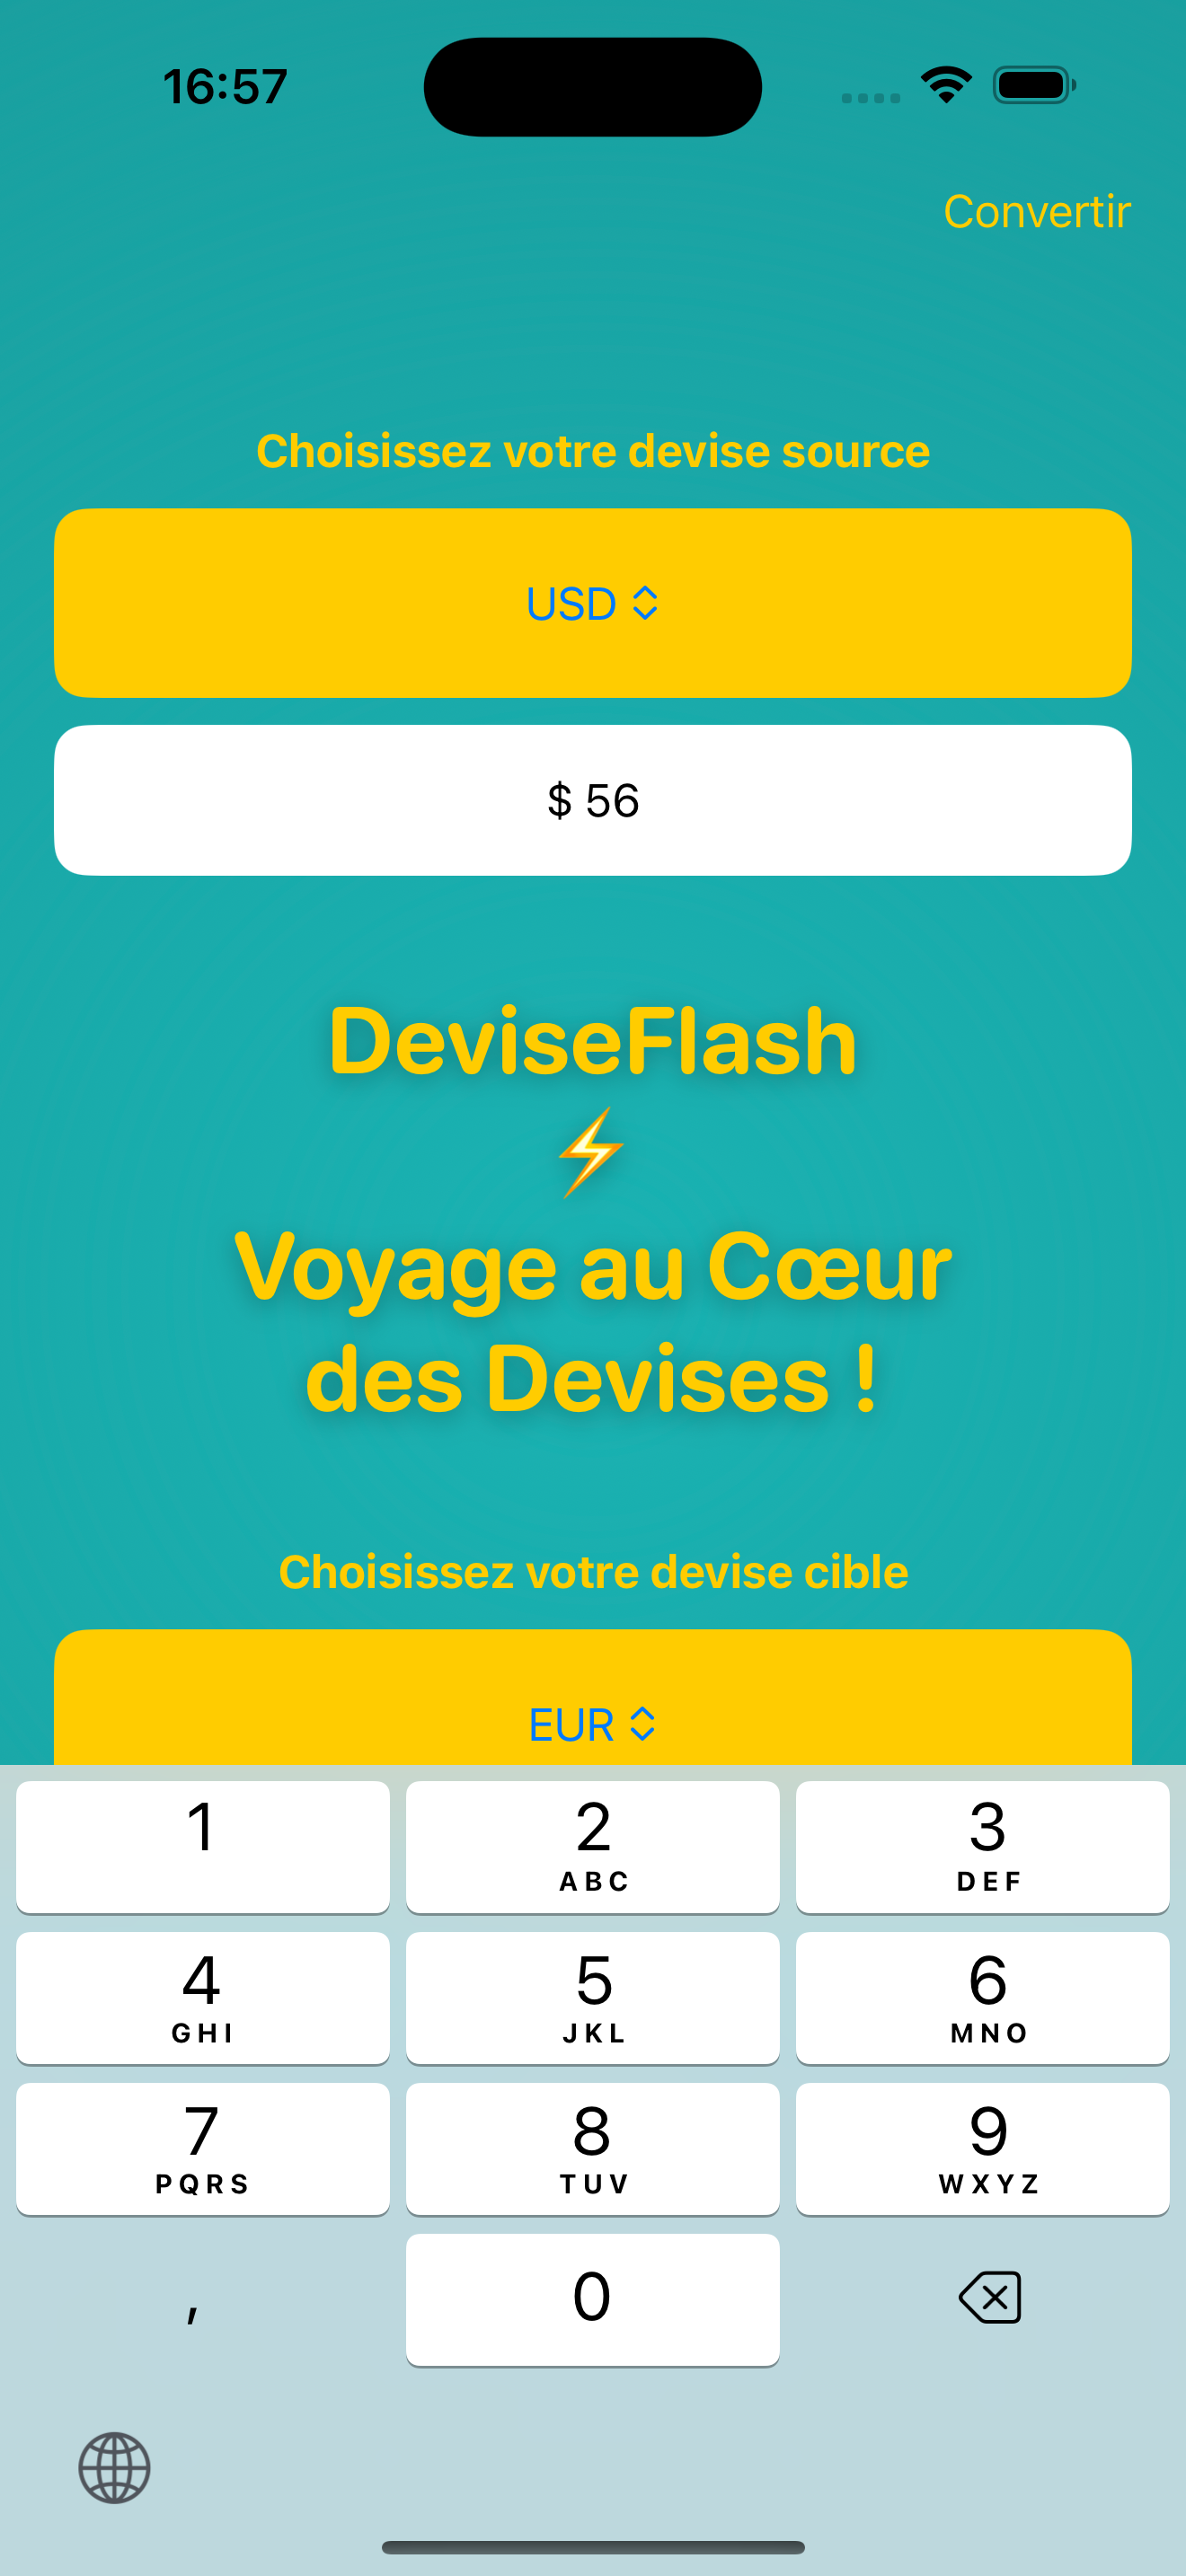 16:57
Convertir
Choisissez votre devise source
USD
$ 56
DeviseFlash
⚡
Voyage au Cœur
des Devises !
Choisissez votre devise cible
EUR
1 2 3
ABC DEF
4 5 6
GHI JKL MNO
7 8 9
PQRS TUV WXYZ
, 0